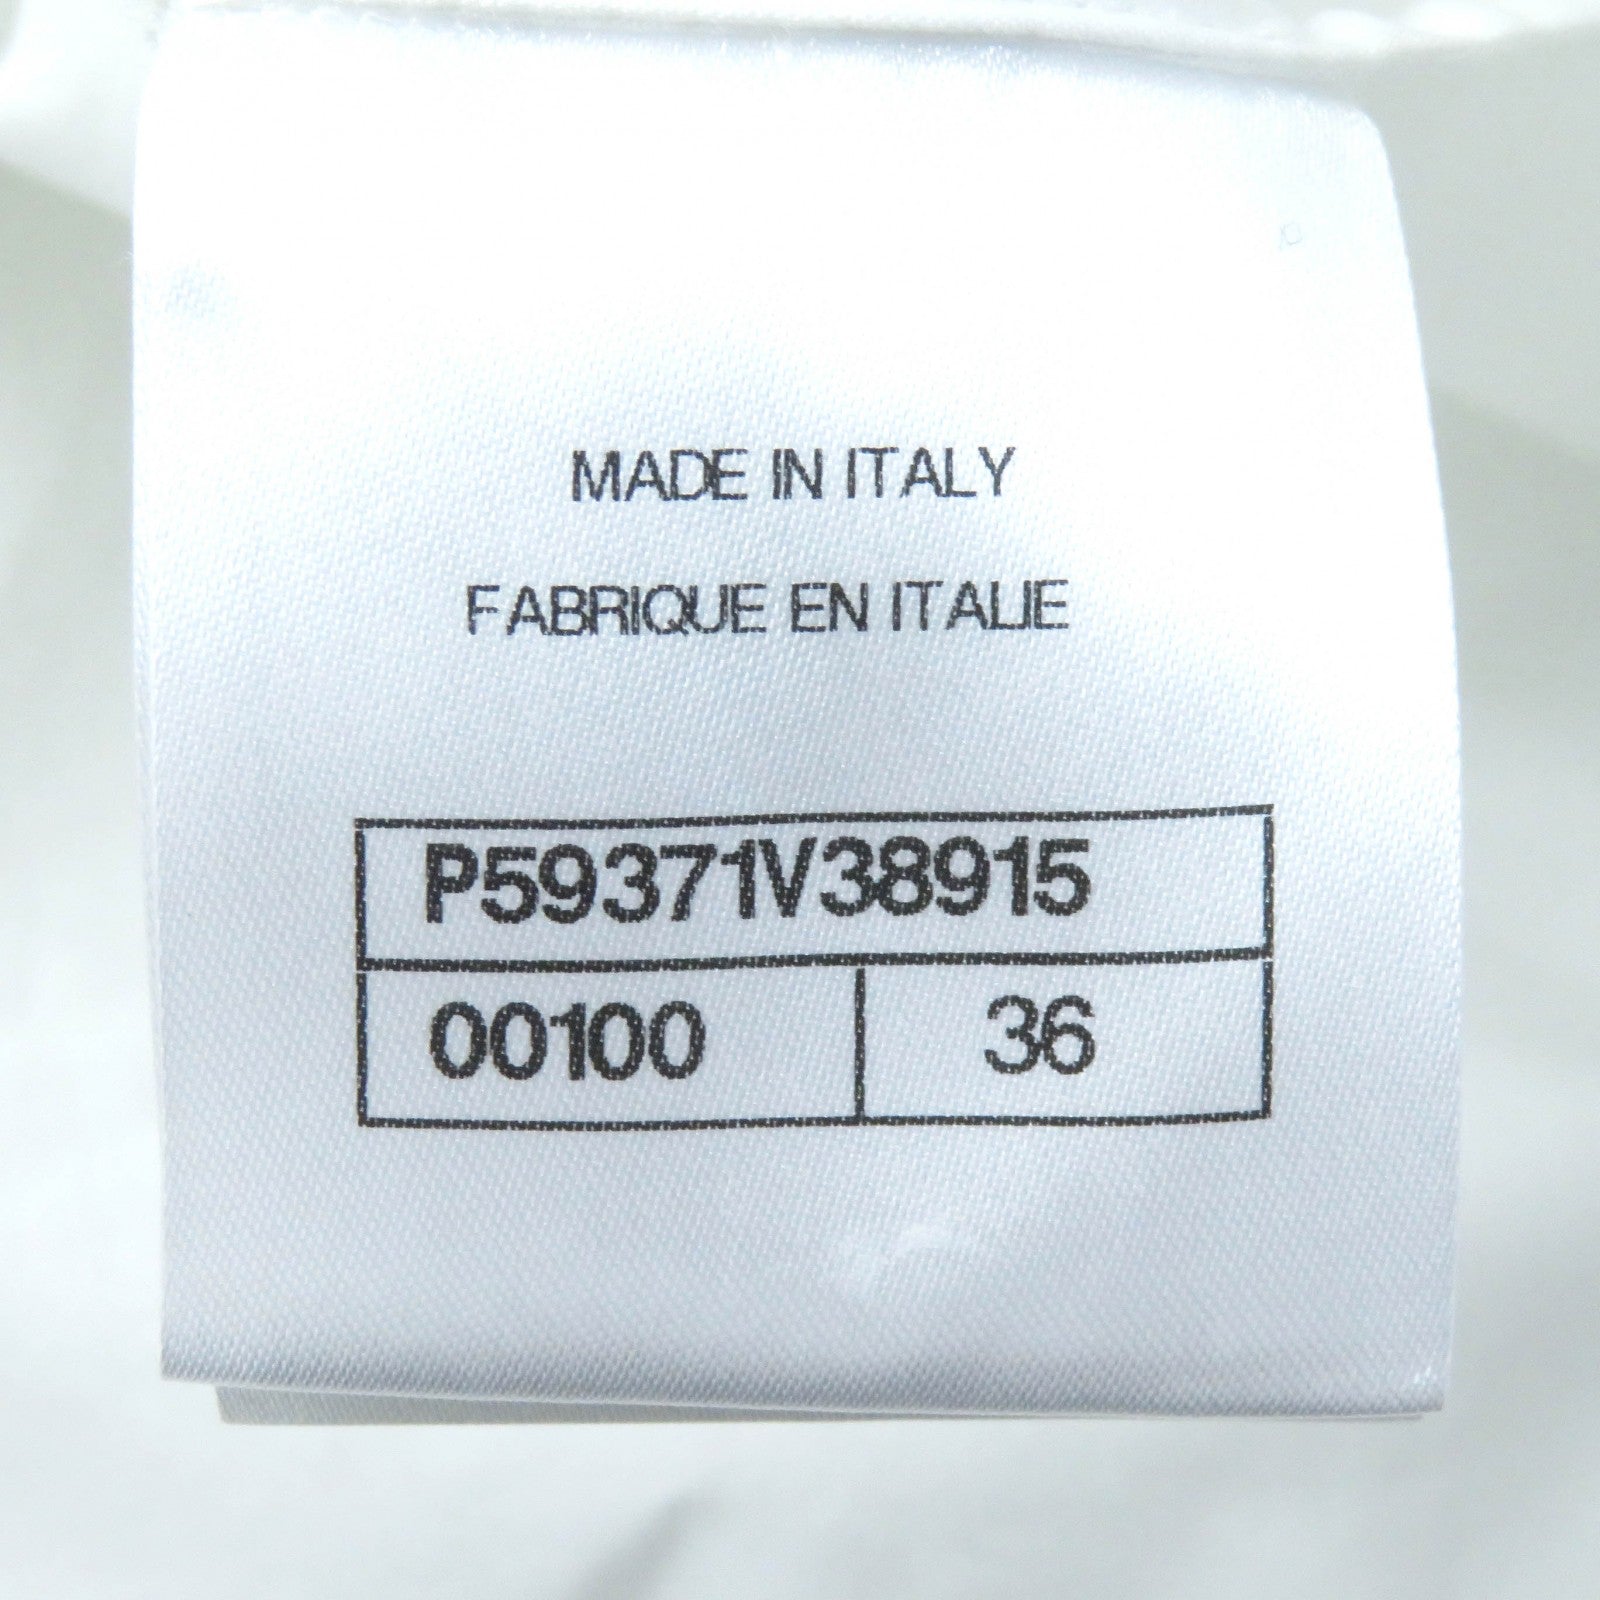 MADE IN ITALY
FABRIQUE EN ITALIE
P59371V38915
00100 36